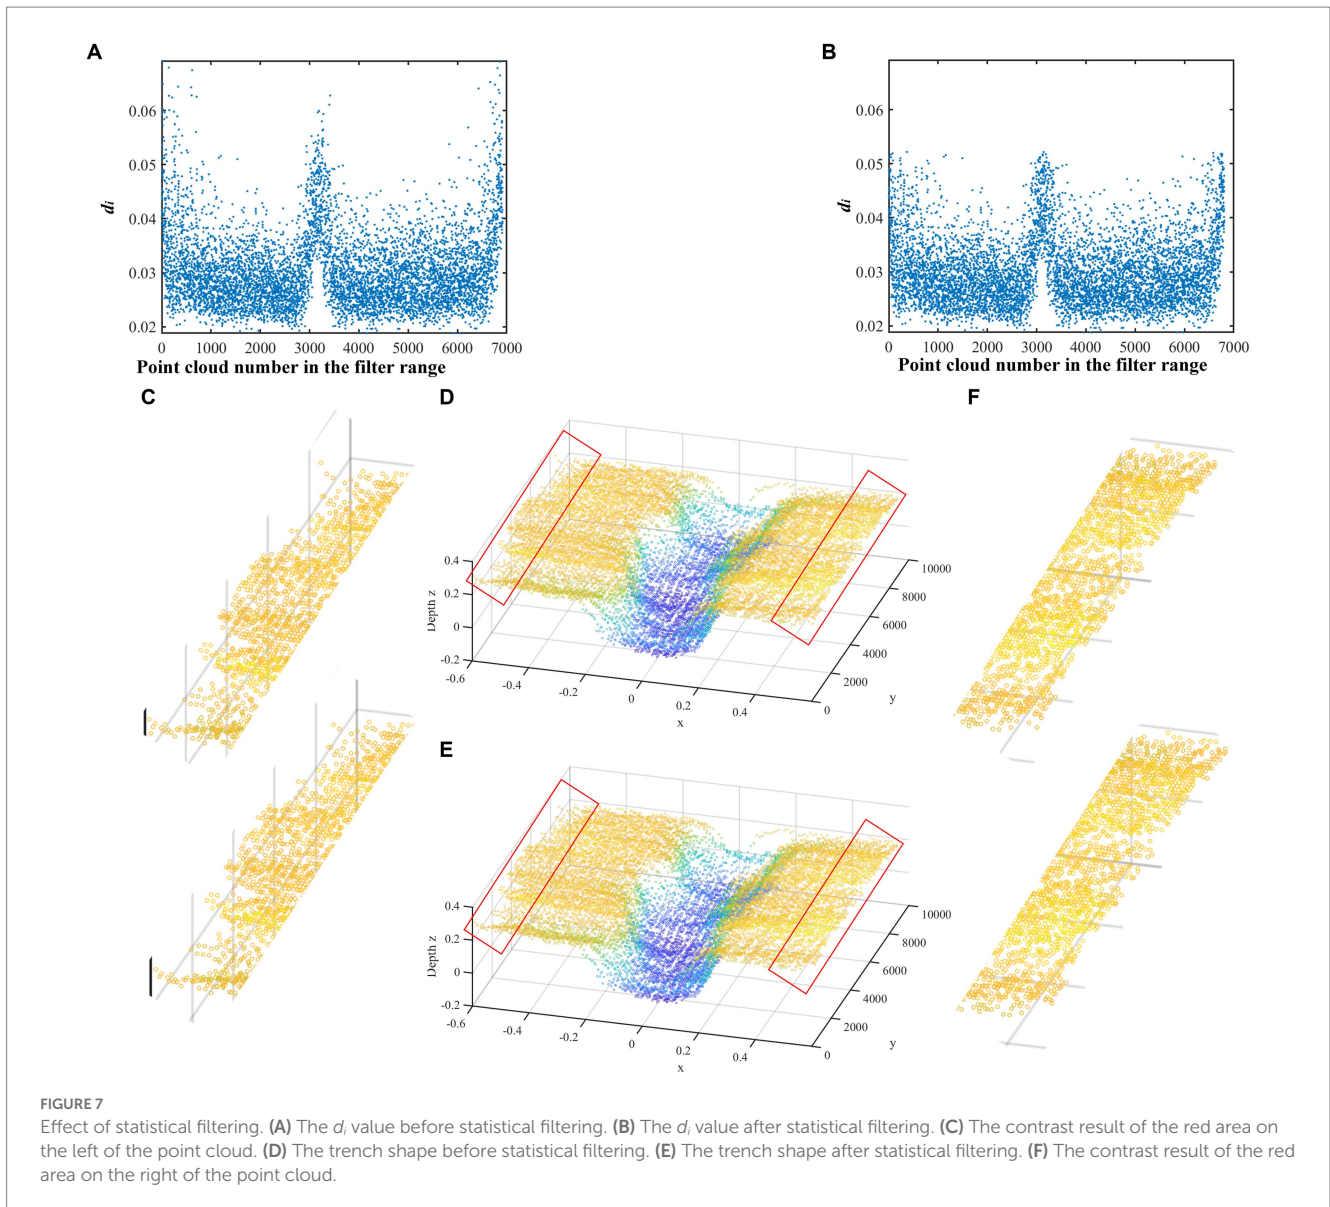 A
B
0.06
0.05
0.04
0.03
0.02
di
0 1000 2000 3000 4000 5000 6000 7000
Point cloud number in the filter range
0.06
0.05
0.04
0.03
0.02
di
0 1000 2000 3000 4000 5000 6000 7000
Point cloud number in the filter range
C
D
F
0.4
0.2
0
-0.2
Depth z
-0.6 -0.4 -0.2 0 0.2 0.4
x
0 2000 4000 6000 8000 10000
y
E
0.4
0.2
0
-0.2
Depth z
-0.6 -0.4 -0.2 0 0.2 0.4
x
0 2000 4000 6000 8000 10000
y
FIGURE 7
Effect of statistical filtering. (A) The di value before statistical filtering. (B) The di value after statistical filtering. (C) The contrast result of the red area on
the left of the point cloud. (D) The trench shape before statistical filtering. (E) The trench shape after statistical filtering. (F) The contrast result of the red
area on the right of the point cloud.